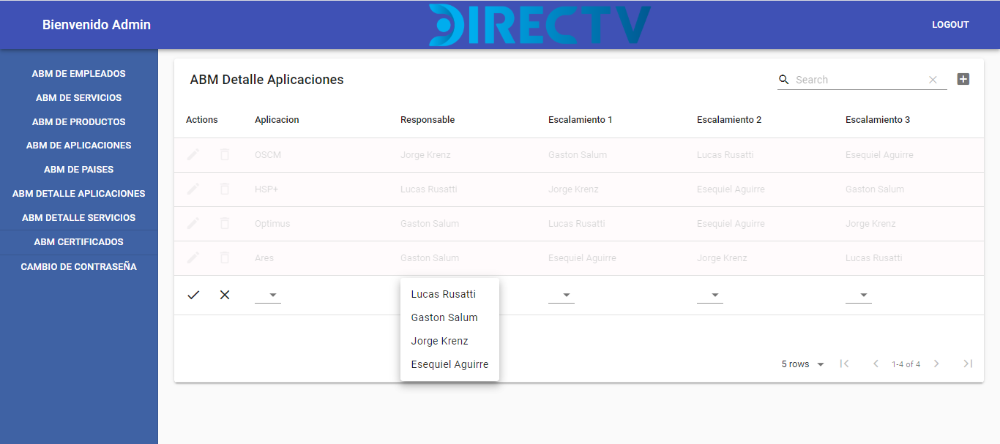 Bienvenido Admin
DIRECTV
LOGOUT
ABM DE EMPLEADOS
ABM DE SERVICIOS
ABM DE PRODUCTOS
ABM DE APLICACIONES
ABM DE PAISES
ABM DETALLE APLICACIONES
ABM DETALLE SERVICIOS
ABM CERTIFICADOS
CAMBIO DE CONTRASEÑA
ABM Detalle Aplicaciones
Search
Actions Aplicacion Responsable Escalamiento 1 Escalamiento 2 Escalamiento 3
OSCM Jorge Krenz Gaston Salum Lucas Rusatti Esequiel Aguirre
HSP+ Lucas Rusatti Jorge Krenz Esequiel Aguirre Gaston Salum
Optimus Gaston Salum Lucas Rusatti Esequiel Aguirre Jorge Krenz
Ares Gaston Salum Esequiel Aguirre Jorge Krenz Lucas Rusatti
Lucas Rusatti
Gaston Salum
Jorge Krenz
Esequiel Aguirre
5 rows 1-4 of 4